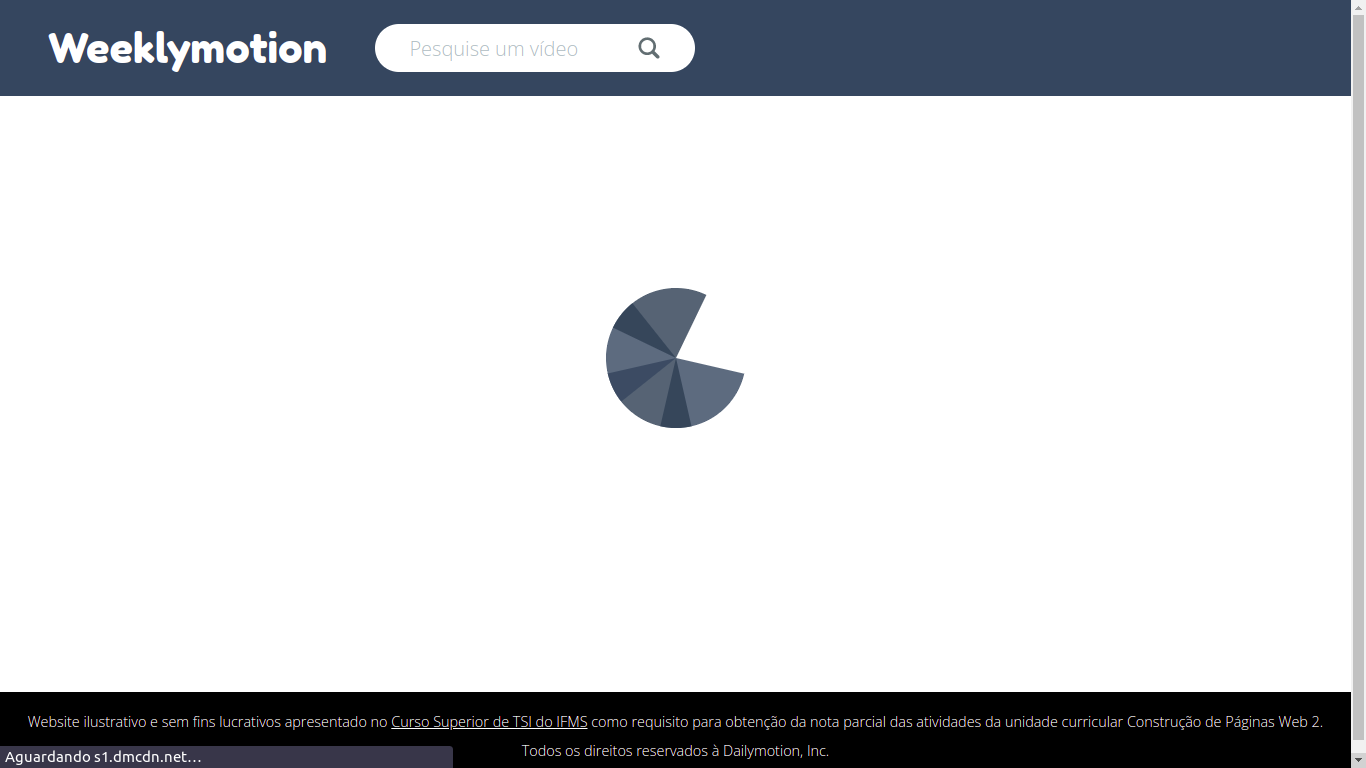 Weeklymotion
Pesquise um vídeo
Website ilustrativo e sem fins lucrativos apresentado no Curso Superior de TSI do IFMS como requisito para obtenção da nota parcial das atividades da unidade curricular Construção de Páginas Web 2.
Todos os direitos reservados à Dailymotion, Inc.
Aguardando s1.dmcdn.net...